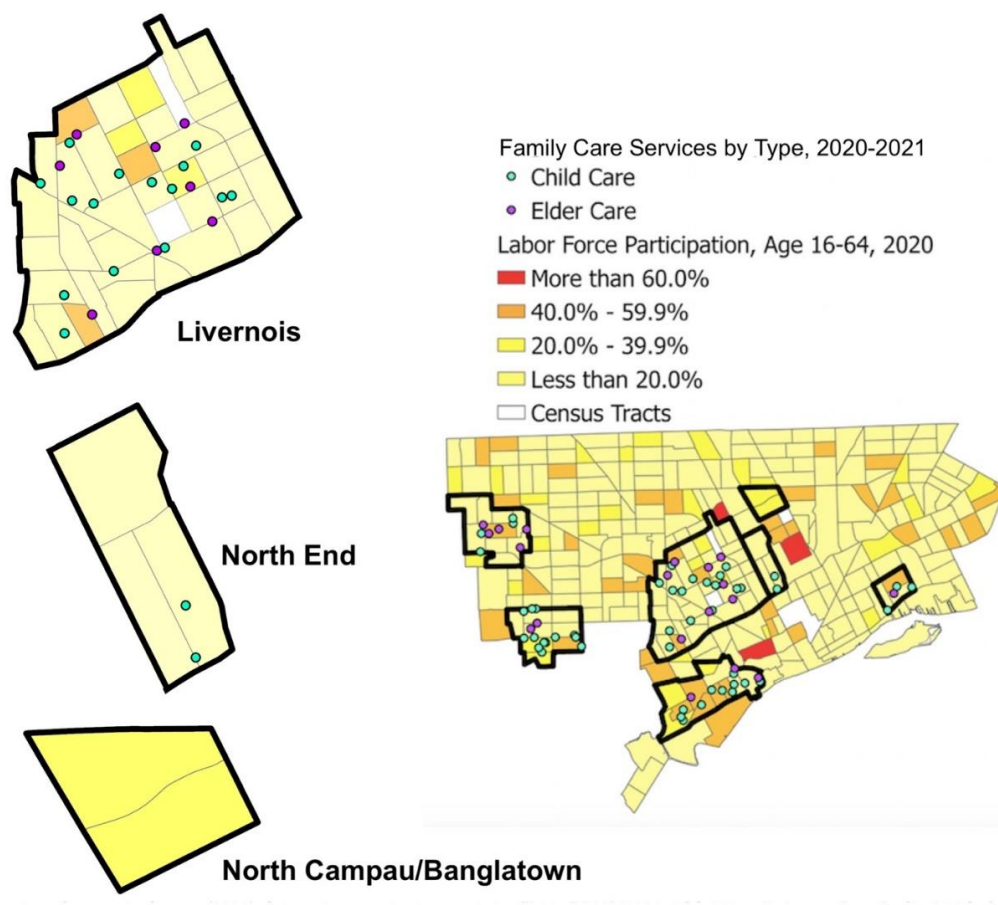 Family Care Services by Type, 2020-2021
Child Care
Elder Care
Labor Force Participation, Age 16-64, 2020
More than 60.0%
40.0% - 59.9%
20.0% - 39.9%
Less than 20.0%
Census Tracts
Livernois
North End
North Campau/Banglatown